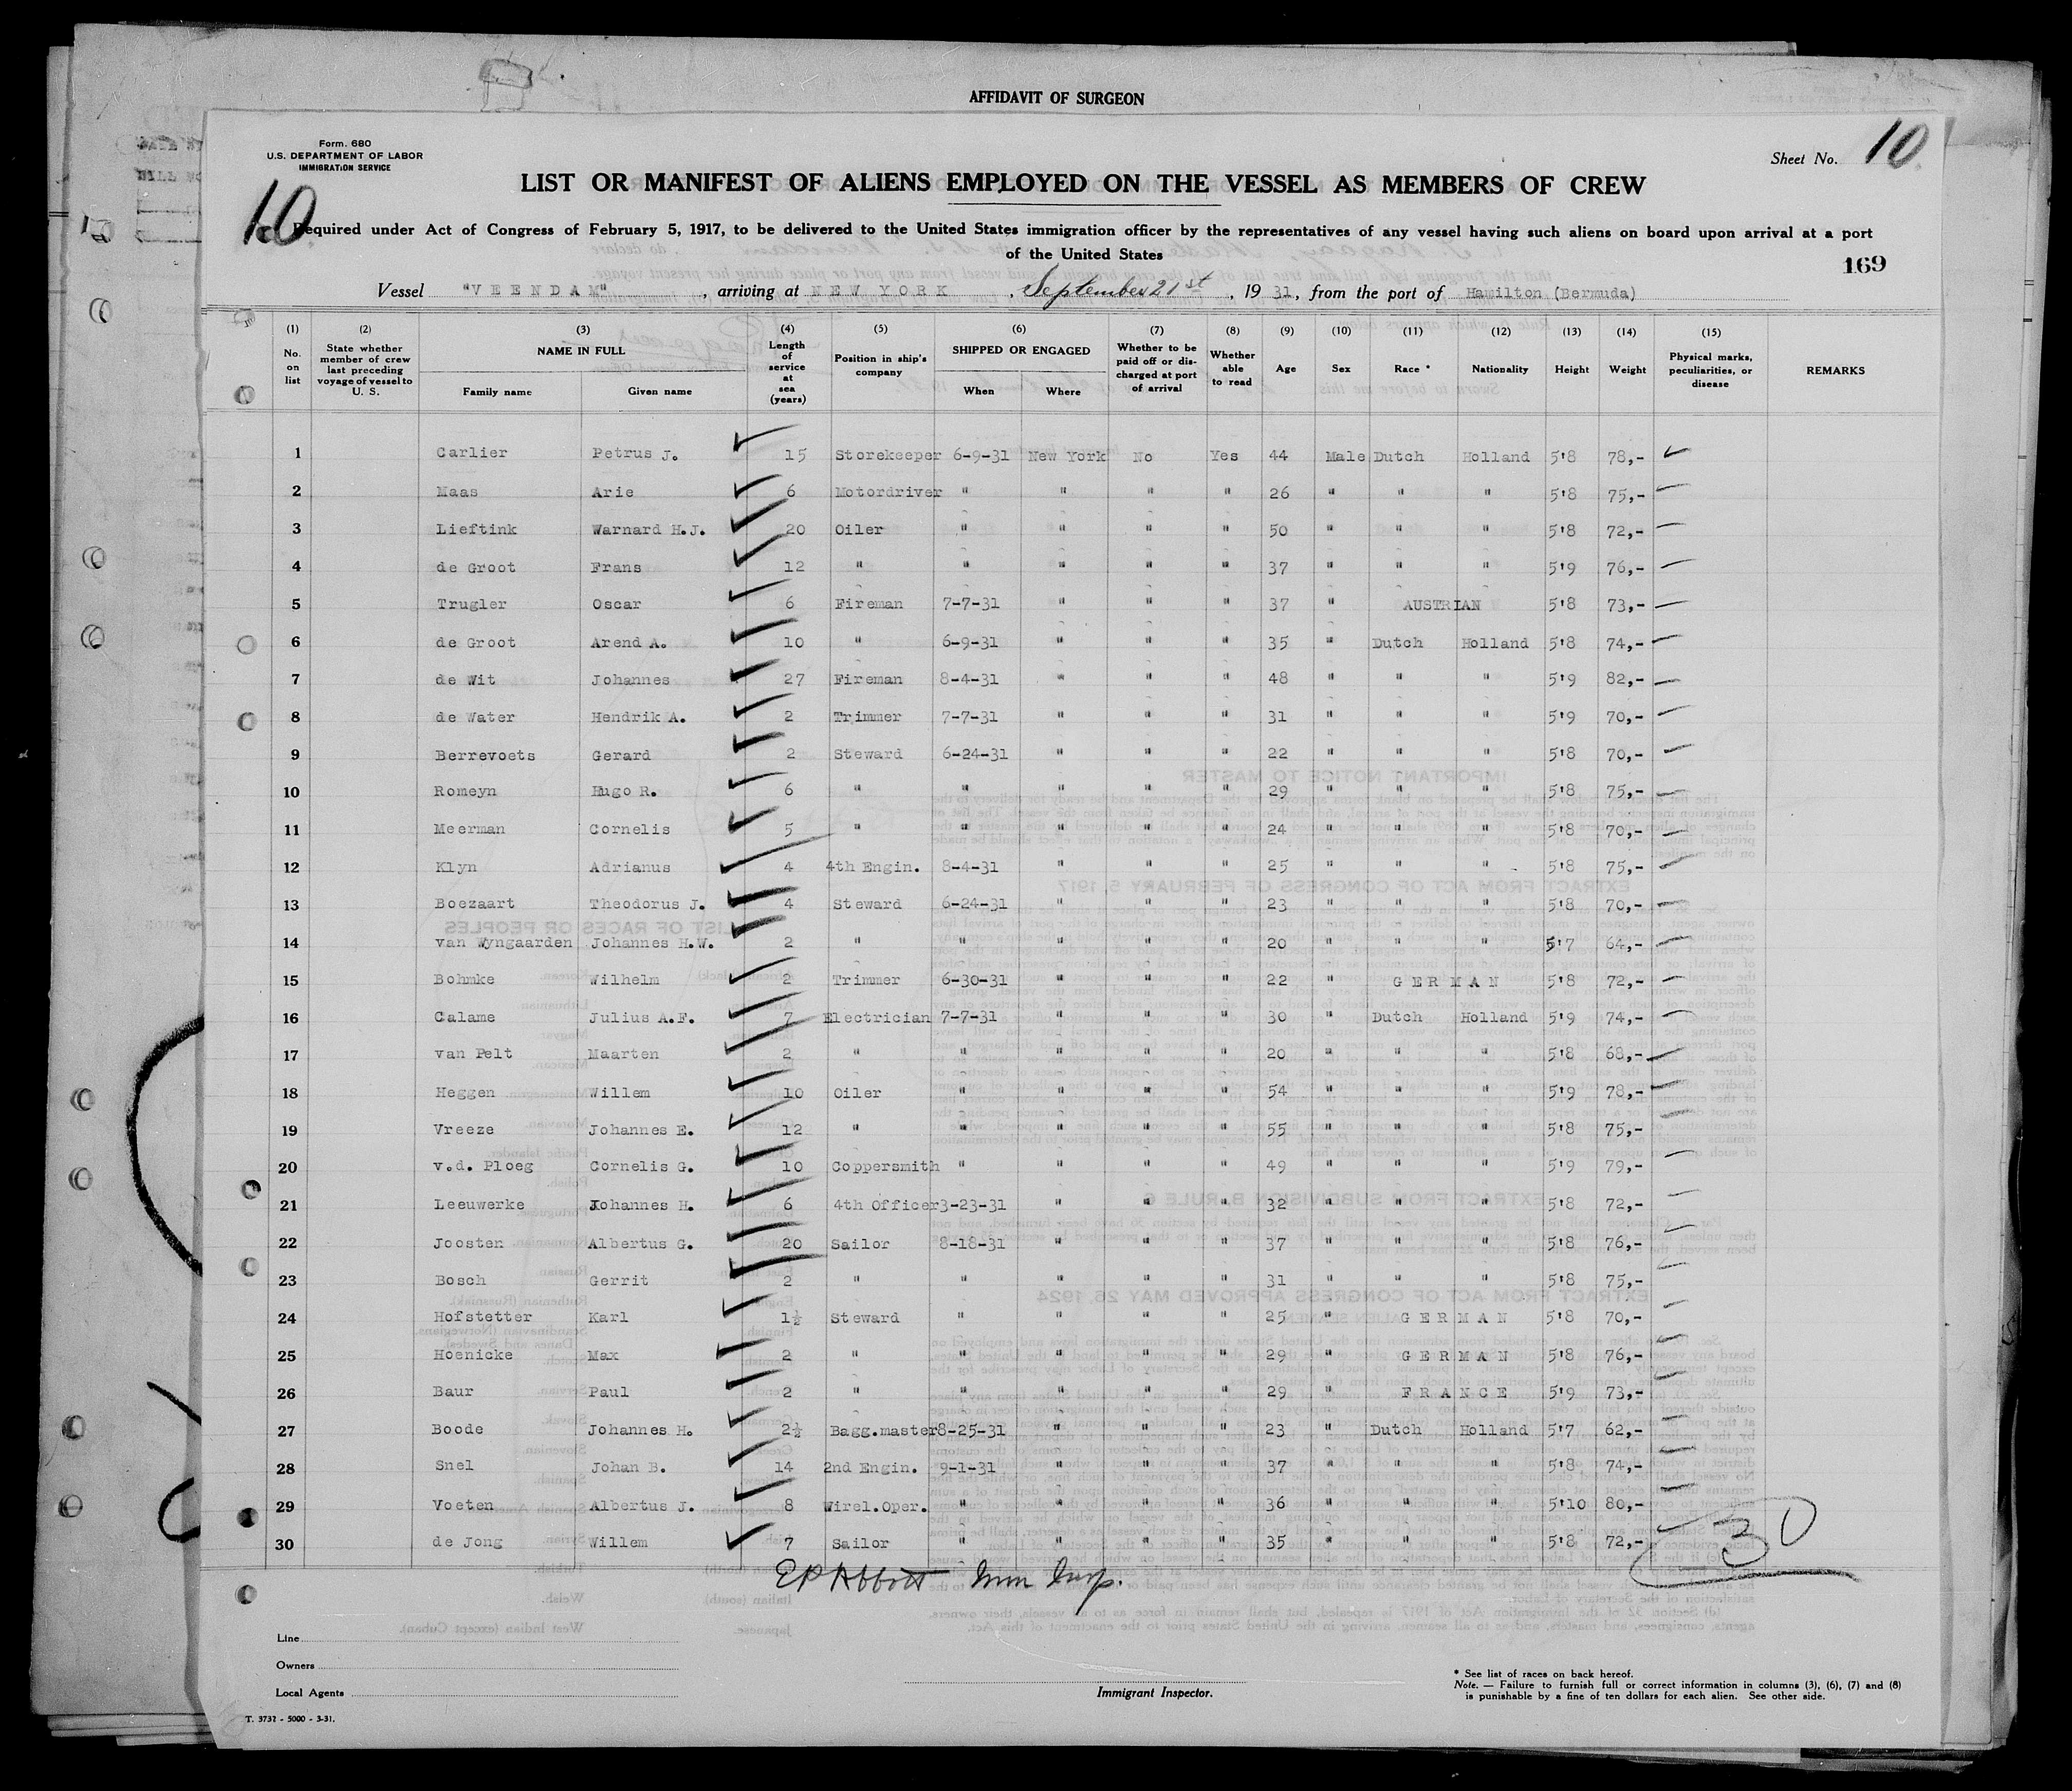 AFFIDAVIT OF SURGEON
Form. 680
U.S. DEPARTMENT OF LABOR
IMMIGRATION SERVICE
Sheet No. 10
10
LIST OR MANIFEST OF ALIENS EMPLOYED ON THE VESSEL AS MEMBERS OF CREW
Required under Act of Congress of February 5, 1917, to be delivered to the United States immigration officer by the representatives of any vessel having such aliens on board upon arrival at a port
of the United States
169
Vessel "VEENDAM", arriving at NEW YORK, September 21st, 1931, from the port of Hamilton (Bermuda)
(1) (2) (3) (4) (5) (6) (7) (8) (9) (10) (11) (12) (13) (14) (15)
No. on list | State whether member of crew last preceding voyage of vessel to U. S. | NAME IN FULL | Family name | Given name | Length of service at sea (years) | Position in ship's company | SHIPPED OR ENGAGED | When | Where | Whether to be paid off or discharged at port of arrival | Whether able to read | Age | Sex | Race * | Nationality | Height | Weight | Physical marks, peculiarities, or disease | REMARKS
1 Carlier Petrus J. 15 Storekeeper 6-9-31 New York No Yes 44 Male Dutch Holland 5'8 78,-
2 Maas Arie 6 Motordriver " " " " 26 " " " 5'8 75,-
3 Lieftink Warnard H.J. 20 Oiler " " " " 50 " " " 5'8 72,-
4 de Groot Frans 12 " " " " " 37 " " " 5'9 76,-
5 Trugler Oscar 6 Fireman 7-7-31 " " " 37 " AUSTRIAN 5'8 73,-
6 de Groot Arend A. 10 " 6-9-31 " " " 35 " Dutch Holland 5'8 74,-
7 de Wit Johannes 27 Fireman 8-4-31 " " " 48 " " " 5'9 82,-
8 de Water Hendrik A. 2 Trimmer 7-7-31 " " " 31 " " " 5'9 70,-
9 Berrevoets Gerard 2 Steward 6-24-31 " " " 22 " " " 5'8 70,-
10 Romeyn Hugo R. 6 " " " " " 29 " " " 5'8 75,-
11 Meerman Cornelis 5 " " " " " 24 " " " 5'8 70,-
12 Klyn Adrianus 4 4th Engin. 8-4-31 " " " 25 " " " 5'8 75,-
13 Boezaart Theodorus J. 4 Steward 6-24-31 " " " 23 " " " 5'8 70,-
14 van Wyngaarden Johannes H.W. 2 " " " " " 20 " " " 5'7 64,-
15 Bohmke Wilhelm 2 Trimmer 6-30-31 " " " 22 " GERMAN 5'8 72,-
16 Calame Julius A.F. 7 Electrician 7-7-31 " " " 30 " Dutch Holland 5'9 74,-
17 van Pelt Maarten 2 " " " " " 20 " " " 5'8 68,-
18 Heggen Willem 10 Oiler " " " " 54 " " " 5'9 78,-
19 Vreeze Johannes E. 12 " " " " " 55 " " " 5'8 75,-
20 v.d. Ploeg Cornelis G. 10 Coppersmith " " " " 49 " " " 5'9 79,-
21 Leeuwerke Johannes H. 6 4th Officer 3-23-31 " " " 32 " " " 5'8 72,-
22 Joosten Albertus G. 20 Sailor 8-18-31 " " " 37 " " " 5'8 76,-
23 Bosch Gerrit 2 " " " " " 31 " " " 5'8 75,-
24 Hofstetter Karl 1½ Steward " " " " 25 " GERMAN 5'8 70,-
25 Hoenicke Max 2 " " " " " 29 " GERMAN 5'8 76,-
26 Baur Paul 2 " " " " " 29 " FRANCE 5'9 73,-
27 Boode Johannes H. 2½ Bagg.master 8-25-31 " " " 23 " Dutch Holland 5'7 62,-
28 Snel Johan B. 14 2nd Engin. 9-1-31 " " " 37 " " " 5'8 74,-
29 Voeten Albertus J. 8 Wirel.Oper. " " " " 36 " " " 5'10 80,-
30 de Jong Willem 7 Sailor " " " " 35 " " " 5'8 72,-
30
EP Abbott Imm Insp.
Line
Owners
Local Agents
Immigrant Inspector.
* See list of races on back hereof.
Note. — Failure to furnish full or correct information in columns (3), (6), (7) and (8)
is punishable by a fine of ten dollars for each alien. See other side.
T. 3732 - 5000 - 3-31.